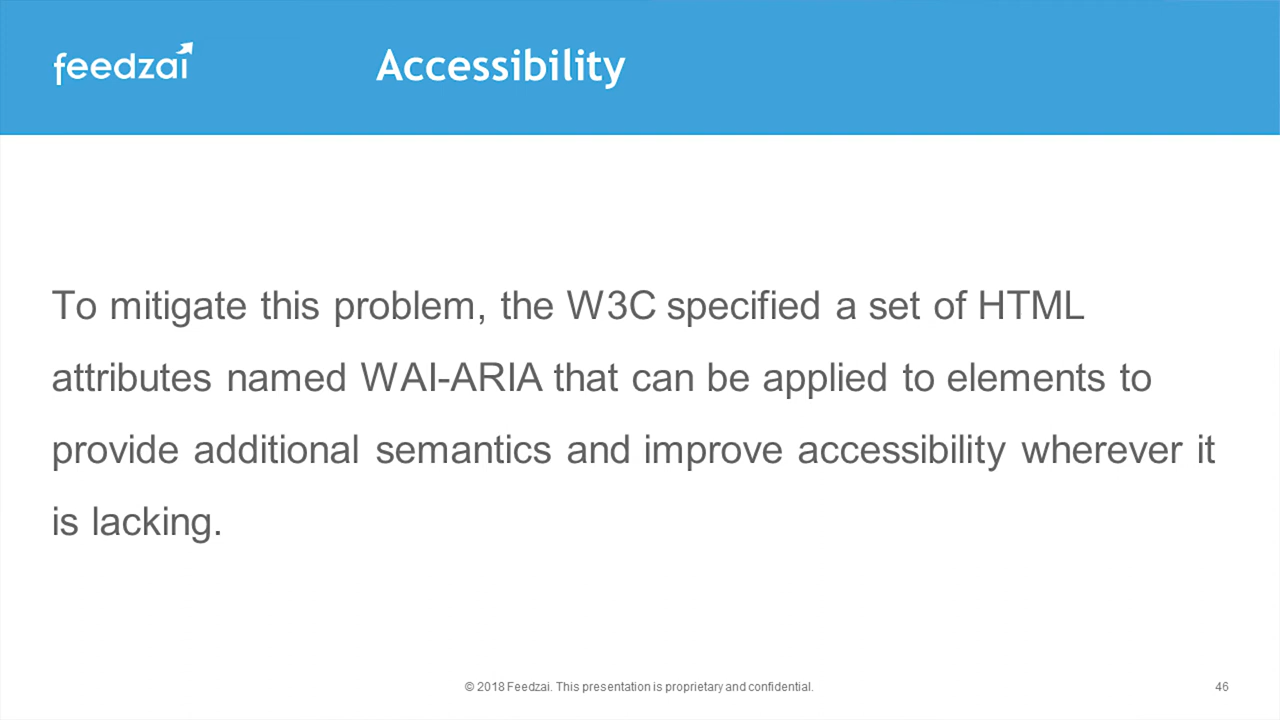 feedzai
Accessibility
To mitigate this problem, the W3C specified a set of HTML
attributes named WAI-ARIA that can be applied to elements to
provide additional semantics and improve accessibility wherever it
is lacking.
© 2018 Feedzai. This presentation is proprietary and confidential.
46